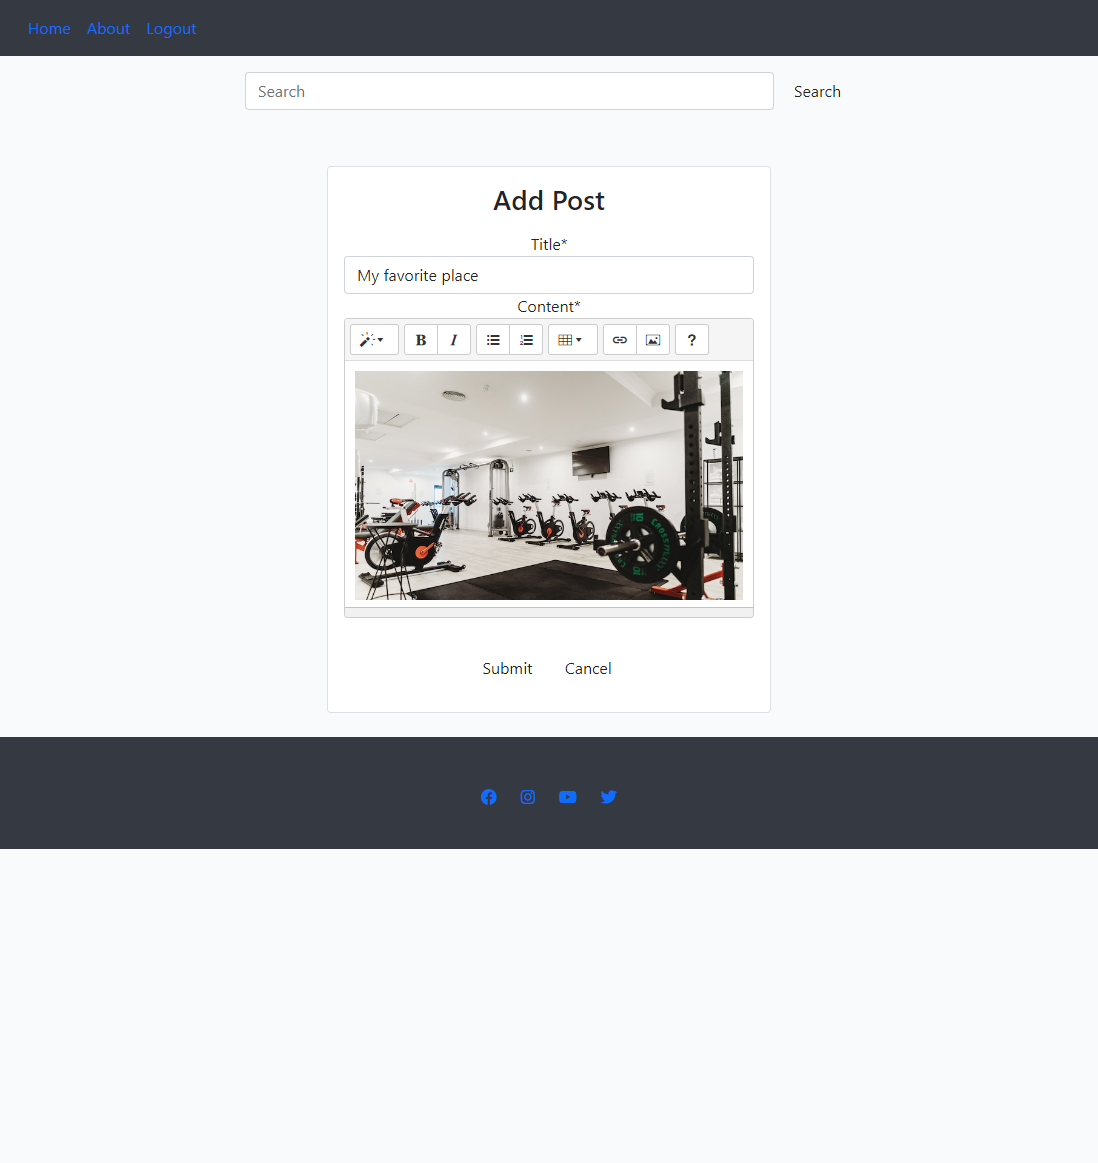 Home About Logout
Search Search
Add Post
Title*
My favorite place
Content*
B I ?
Submit Cancel